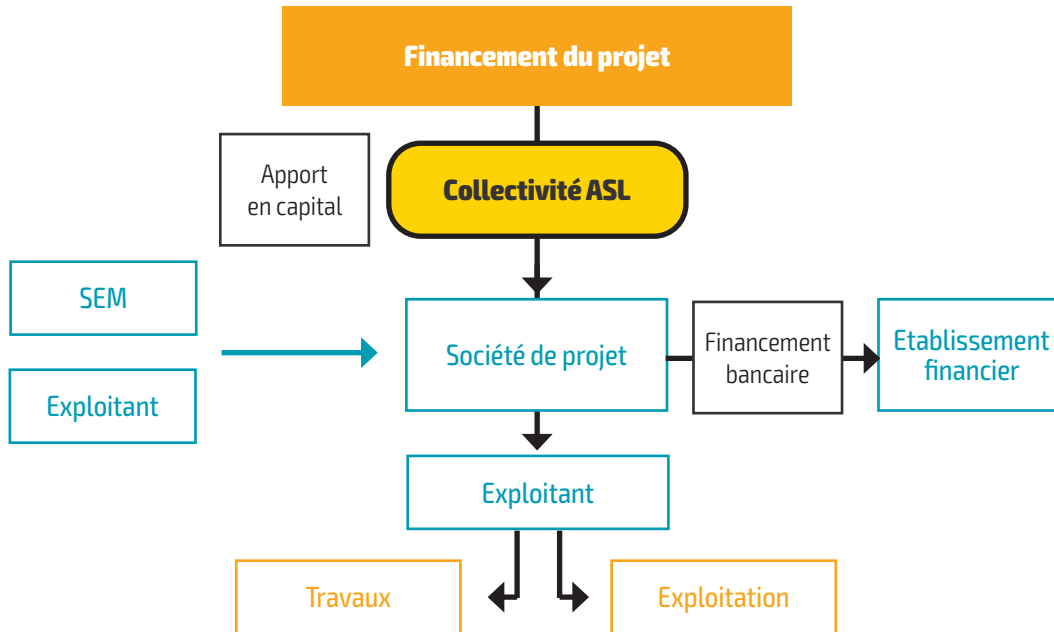 Financement du projet
Apport
en capital
Collectivité ASL
SEM
Exploitant
Société de projet
Financement
bancaire
Etablissement
financier
Exploitant
Travaux
Exploitation